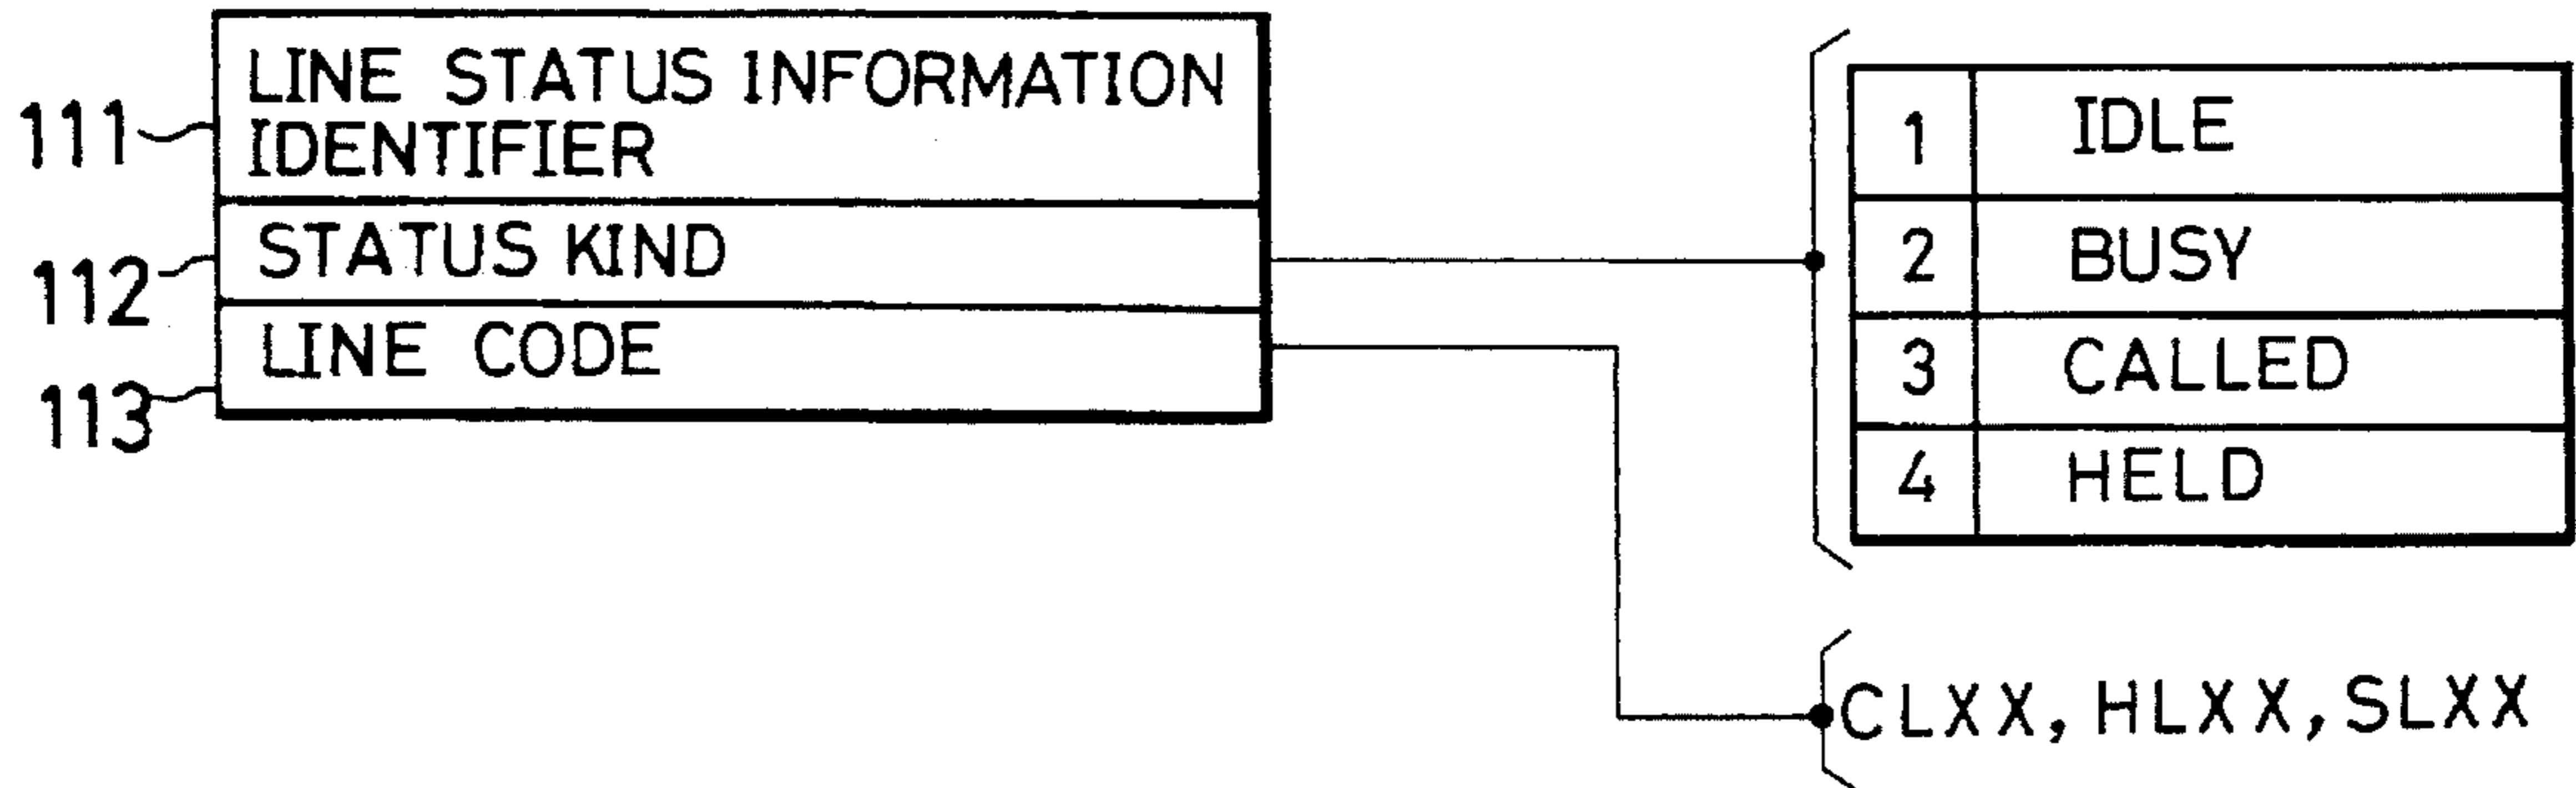 111
LINE STATUS INFORMATION
IDENTIFIER
112
STATUS KIND
113
LINE CODE
1 IDLE
2 BUSY
3 CALLED
4 HELD
CLXX, HLXX, SLXX